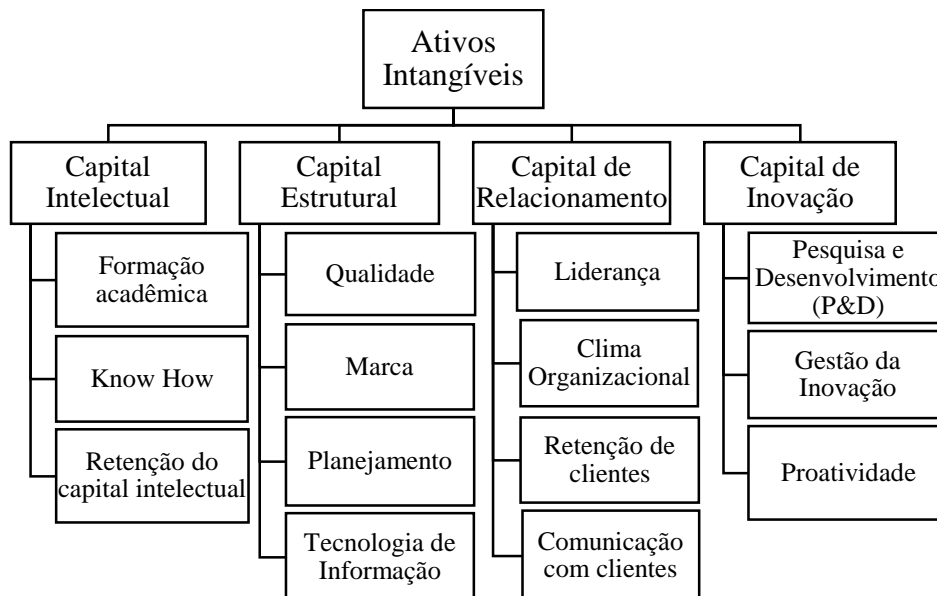 Ativos
Intangíveis
Capital
Intelectual
Formação
acadêmica
Know How
Retenção do
capital intelectual
Capital
Estrutural
Qualidade
Marca
Planejamento
Tecnologia de
Informação
Capital de
Relacionamento
Liderança
Clima
Organizacional
Retenção de
clientes
Comunicação
com clientes
Capital de
Inovação
Pesquisa e
Desenvolvimento
(P&D)
Gestão da
Inovação
Proatividade